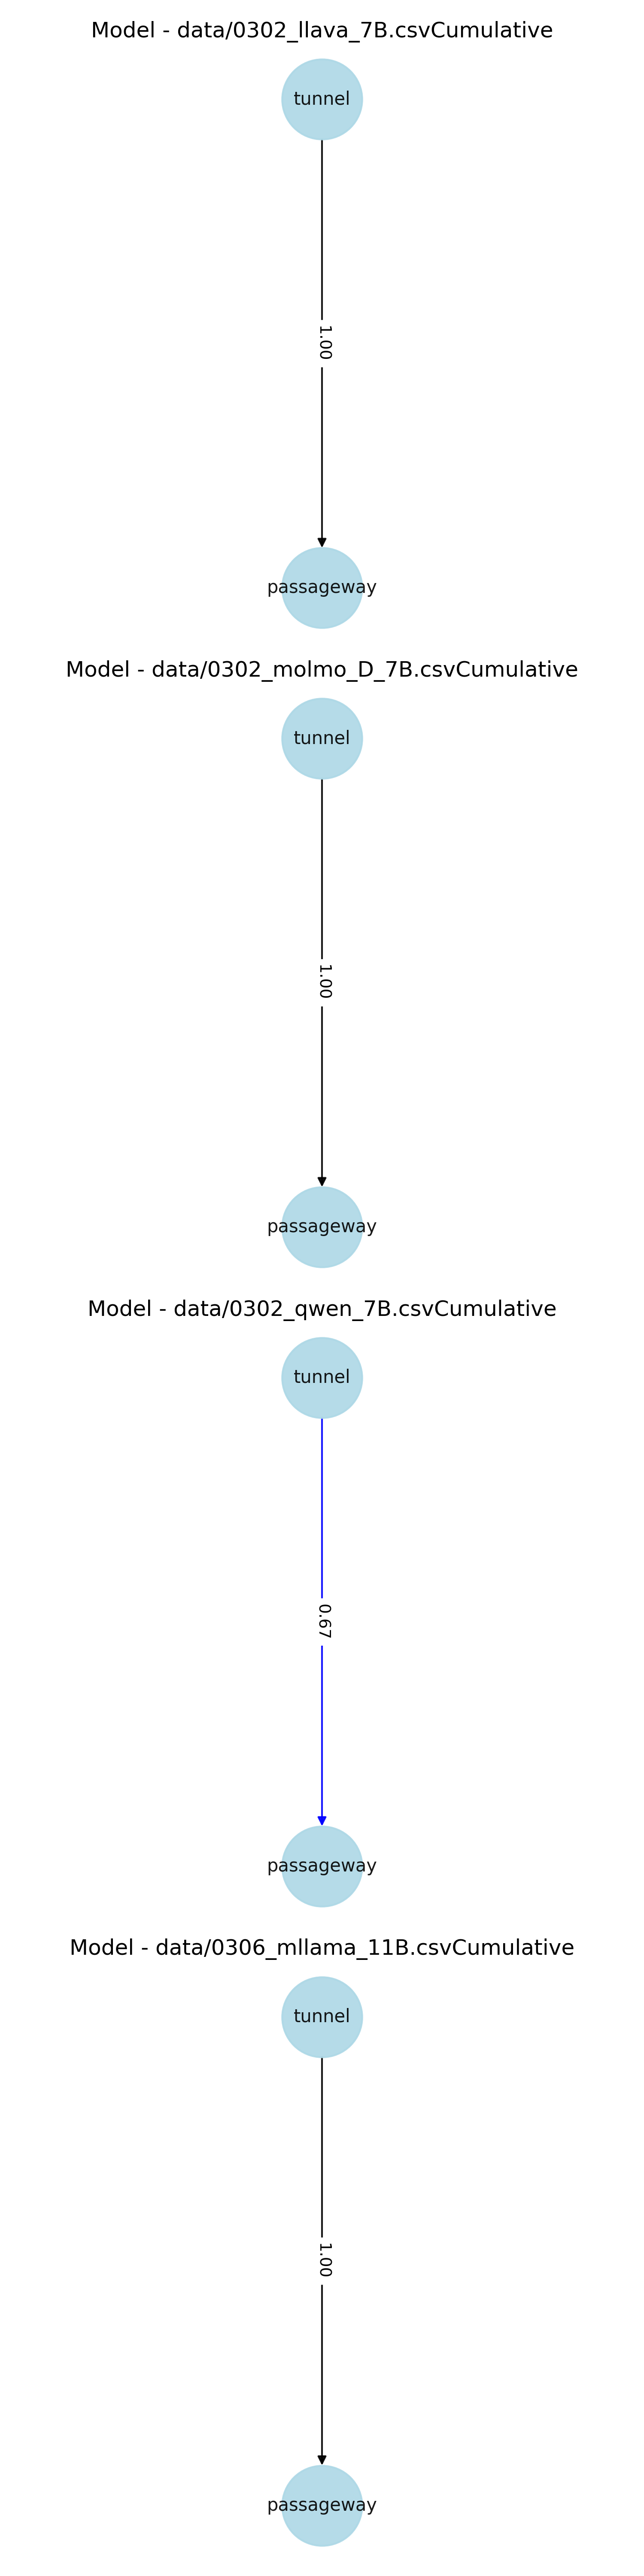 Model - data/0302_llava_7B.csvCumulative
tunnel
1.00
passageway
Model - data/0302_molmo_D_7B.csvCumulative
tunnel
1.00
passageway
Model - data/0302_qwen_7B.csvCumulative
tunnel
0.67
passageway
Model - data/0306_mllama_11B.csvCumulative
tunnel
1.00
passageway